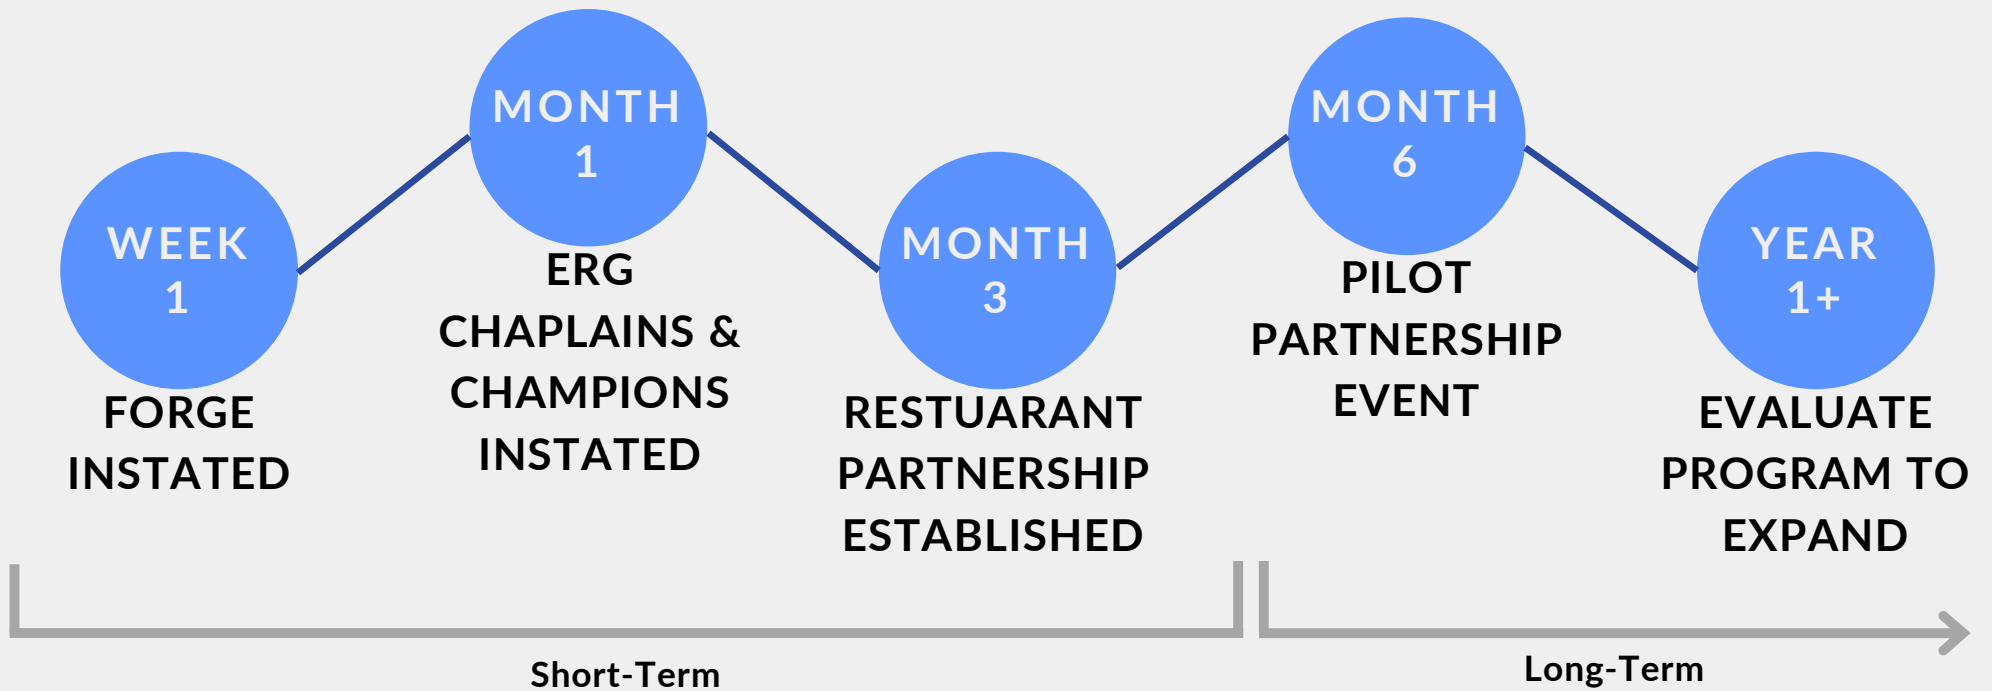 WEEK
1
FORGE
INSTATED
MONTH
1
ERG
CHAPLAINS &
CHAMPIONS
INSTATED
MONTH
3
RESTUARANT
PARTNERSHIP
ESTABLISHED
MONTH
6
PILOT
PARTNERSHIP
EVENT
YEAR
1+
EVALUATE
PROGRAM TO
EXPAND
Short-Term
Long-Term